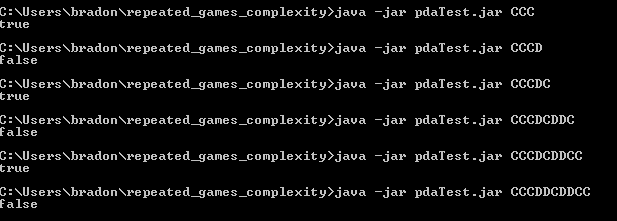 C:\Users\bradon\repeated_games_complexity>java -jar pdaTest.jar CCC
true
C:\Users\bradon\repeated_games_complexity>java -jar pdaTest.jar CCCD
false
C:\Users\bradon\repeated_games_complexity>java -jar pdaTest.jar CCCDC
true
C:\Users\bradon\repeated_games_complexity>java -jar pdaTest.jar CCCDCDDC
false
C:\Users\bradon\repeated_games_complexity>java -jar pdaTest.jar CCCDCDDCC
true
C:\Users\bradon\repeated_games_complexity>java -jar pdaTest.jar CCCDDCDDCC
false